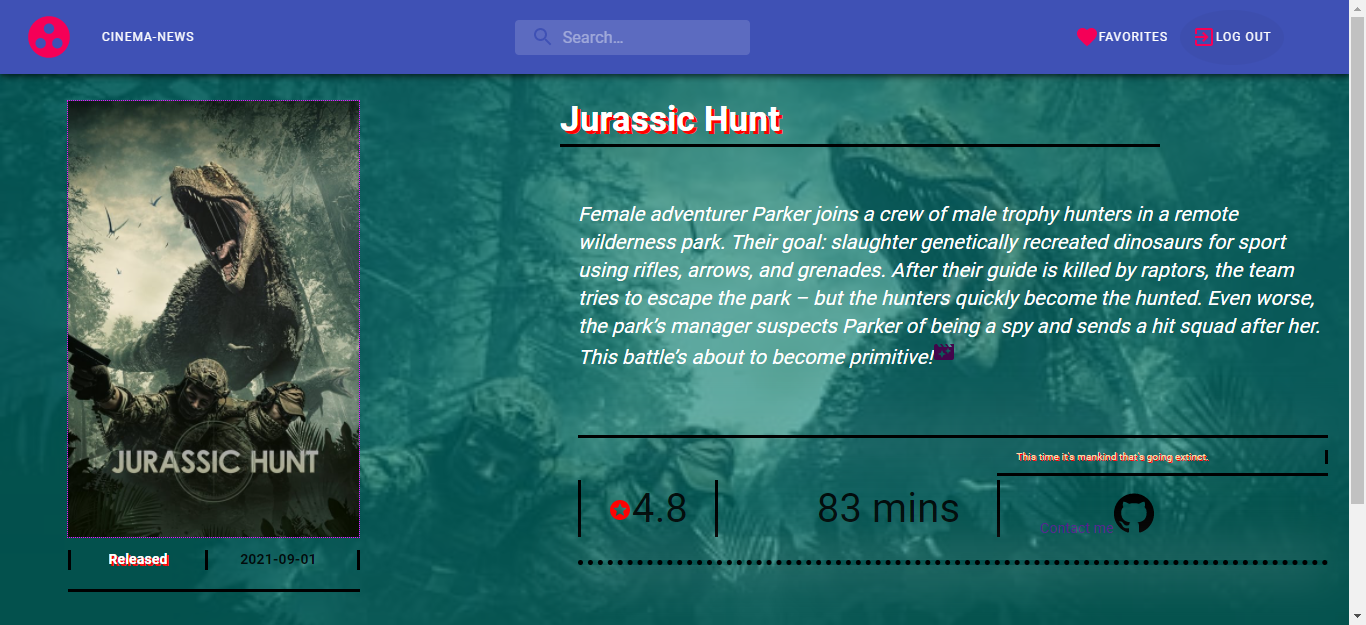 CINEMA-NEWS
Search...
FAVORITES
LOG OUT
Jurassic Hunt
Female adventurer Parker joins a crew of male trophy hunters in a remote
wilderness park. Their goal: slaughter genetically recreated dinosaurs for sport
using rifles, arrows, and grenades. After their guide is killed by raptors, the team
tries to escape the park – but the hunters quickly become the hunted. Even worse,
the park’s manager suspects Parker of being a spy and sends a hit squad after her.
This battle’s about to become primitive!
JURASSIC HUNT
This time it's mankind that's going extinct.
4.8
83 mins
Contact me
Released
2021-09-01